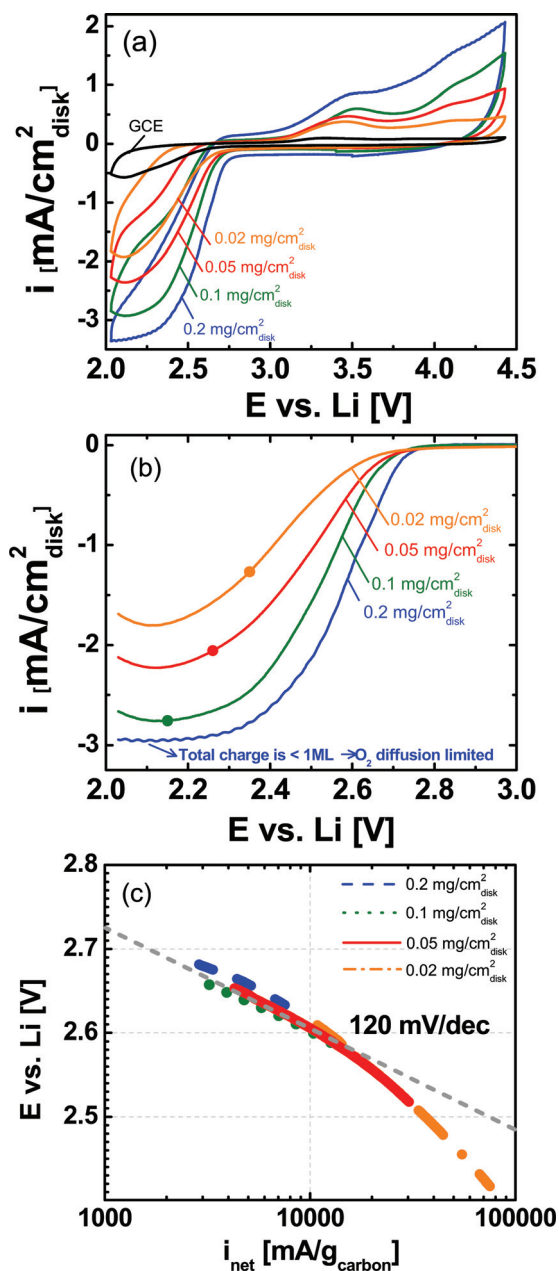 (a)
2
1
0
-1
-2
-3
i [mA/cm²disk]
GCE
0.02 mg/cm²disk
0.05 mg/cm²disk
0.1 mg/cm²disk
0.2 mg/cm²disk
2.0 2.5 3.0 3.5 4.0 4.5
E vs. Li [V]
(b)
0
-1
-2
-3
i [mA/cm²disk]
0.02 mg/cm²disk
0.05 mg/cm²disk
0.1 mg/cm²disk
0.2 mg/cm²disk
Total charge is < 1ML → O₂ diffusion limited
2.0 2.2 2.4 2.6 2.8 3.0
E vs. Li [V]
(c)
2.8
2.7
2.6
2.5
2.4
E vs. Li [V]
0.2 mg/cm²disk
0.1 mg/cm²disk
0.05 mg/cm²disk
0.02 mg/cm²disk
120 mV/dec
1000 10000 100000
inet [mA/gcarbon]